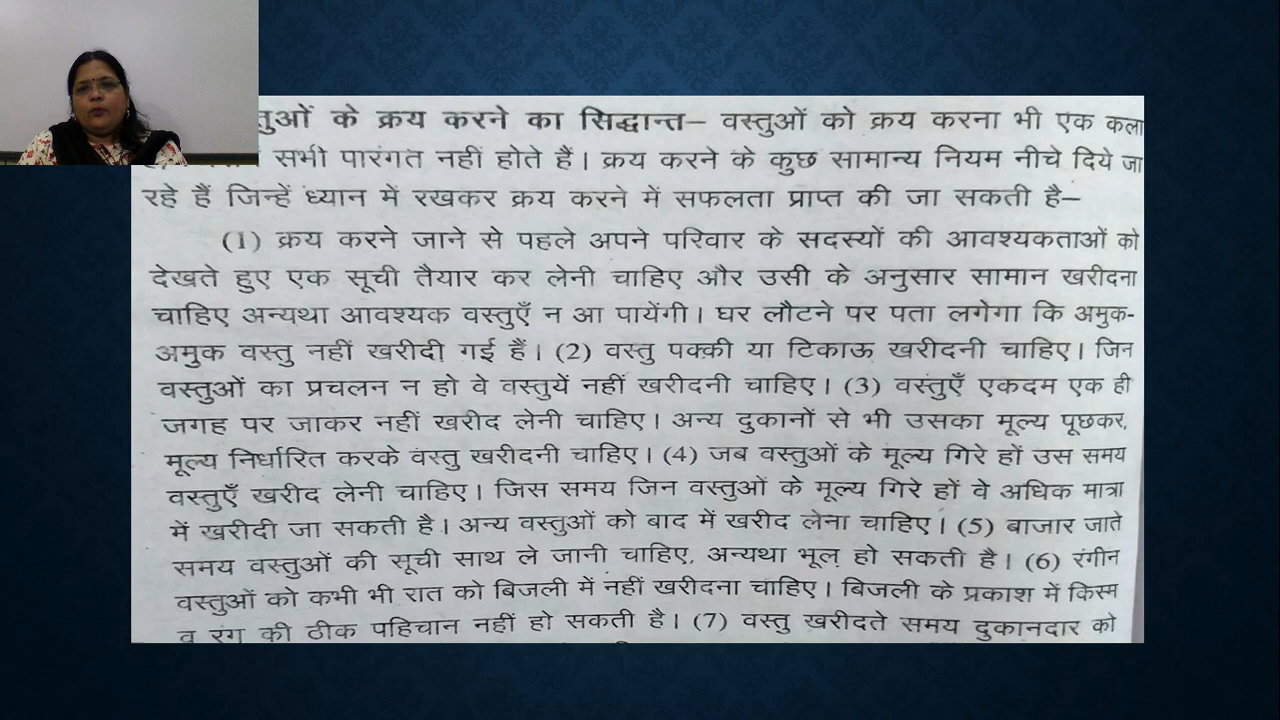 के क्रय करने का सिद्धान्त– वस्तुओं को क्रय करना भी एक कला
सभी पारंगत नहीं होते हैं। क्रय करने के कुछ सामान्य नियम नीचे दिये जा
रहे हैं जिन्हें ध्यान में रखकर क्रय करने में सफलता प्राप्त की जा सकती है–
(1) क्रय करने जाने से पहले अपने परिवार के सदस्यों की आवश्यकताओं को
देखते हुए एक सूची तैयार कर लेनी चाहिए और उसी के अनुसार सामान खरीदना
चाहिए अन्यथा आवश्यक वस्तुएँ न आ पायेंगी। घर लौटने पर पता लगेगा कि अमुक-
अमुक वस्तु नहीं खरीदी गई हैं। (2) वस्तु पक्की या टिकाऊ खरीदनी चाहिए। जिन
वस्तुओं का प्रचलन न हो वे वस्तुयें नहीं खरीदनी चाहिए। (3) वस्तुएँ एकदम एक ही
जगह पर जाकर नहीं खरीद लेनी चाहिए। अन्य दुकानों से भी उसका मूल्य पूछकर,
मूल्य निर्धारित करके वस्तु खरीदनी चाहिए। (4) जब वस्तुओं के मूल्य गिरे हों उस समय
वस्तुएँ खरीद लेनी चाहिए। जिस समय जिन वस्तुओं के मूल्य गिरे हों वे अधिक मात्रा
में खरीदी जा सकती है। अन्य वस्तुओं को बाद में खरीद लेना चाहिए। (5) बाजार जाते
समय वस्तुओं की सूची साथ ले जानी चाहिए, अन्यथा भूल हो सकती है। (6) रंगीन
वस्तुओं को कभी भी रात को बिजली में नहीं खरीदना चाहिए। बिजली के प्रकाश में किस्म
व रंग की ठीक पहिचान नहीं हो सकती है। (7) वस्तु खरीदते समय दुकानदार को